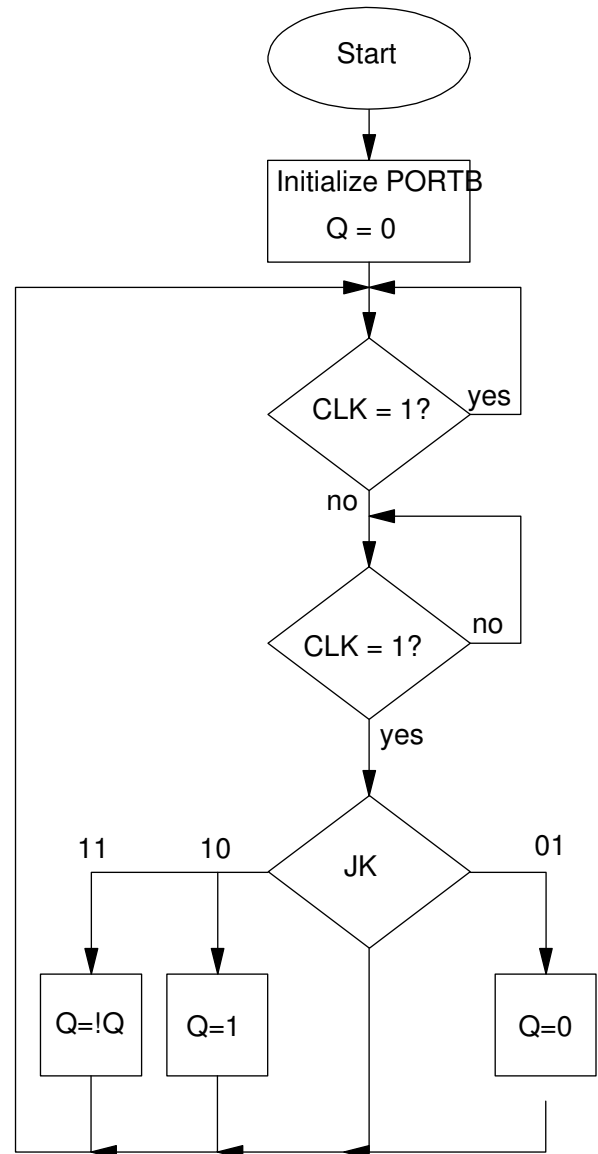 Start
Initialize PORTB
Q = 0
CLK = 1?
yes
no
CLK = 1?
no
yes
11
10
JK
01
Q=!Q
Q=1
Q=0